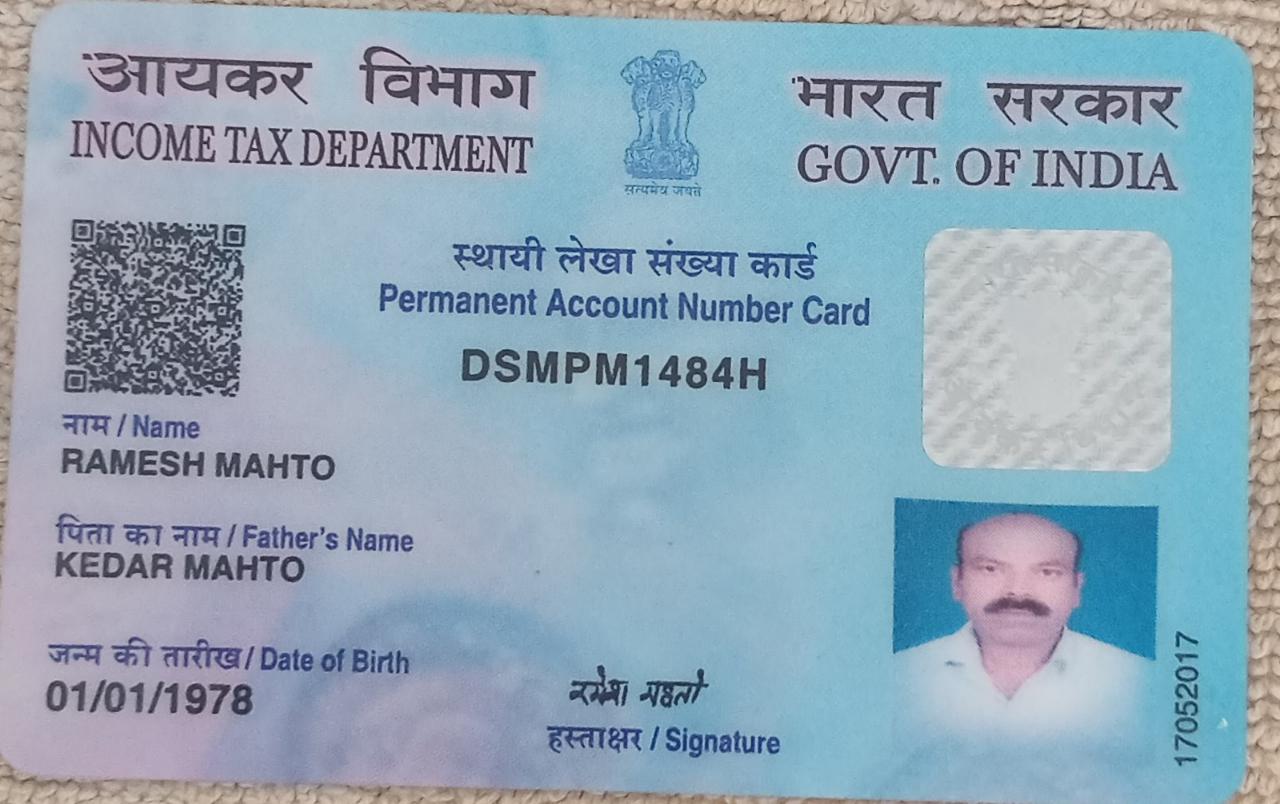 आयकर विभाग
INCOME TAX DEPARTMENT
सत्यमेव जयते
भारत सरकार
GOVT. OF INDIA
स्थायी लेखा संख्या कार्ड
Permanent Account Number Card
DSMPM1484H
नाम / Name
RAMESH MAHTO
पिता का नाम / Father's Name
KEDAR MAHTO
जन्म की तारीख / Date of Birth
01/01/1978
रमेश महतो
हस्ताक्षर / Signature
17052017